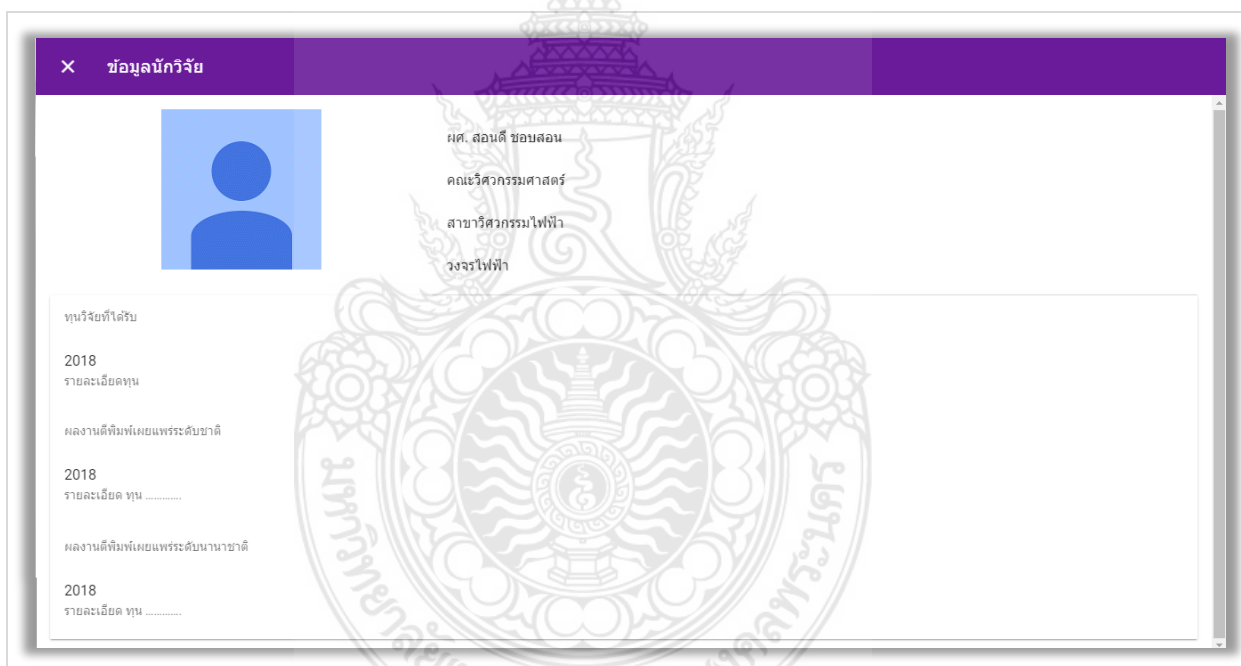 × ข้อมูลนักวิจัย
ผศ. สอนดี ชอบสอน
คณะวิศวกรรมศาสตร์
สาขาวิศวกรรมไฟฟ้า
วงจรไฟฟ้า
ทุนวิจัยที่ได้รับ
2018
รายละเอียดทุน
ผลงานตีพิมพ์เผยแพร่ระดับชาติ
2018
รายละเอียด ทุน .............
ผลงานตีพิมพ์เผยแพร่ระดับนานาชาติ
2018
รายละเอียด ทุน .............